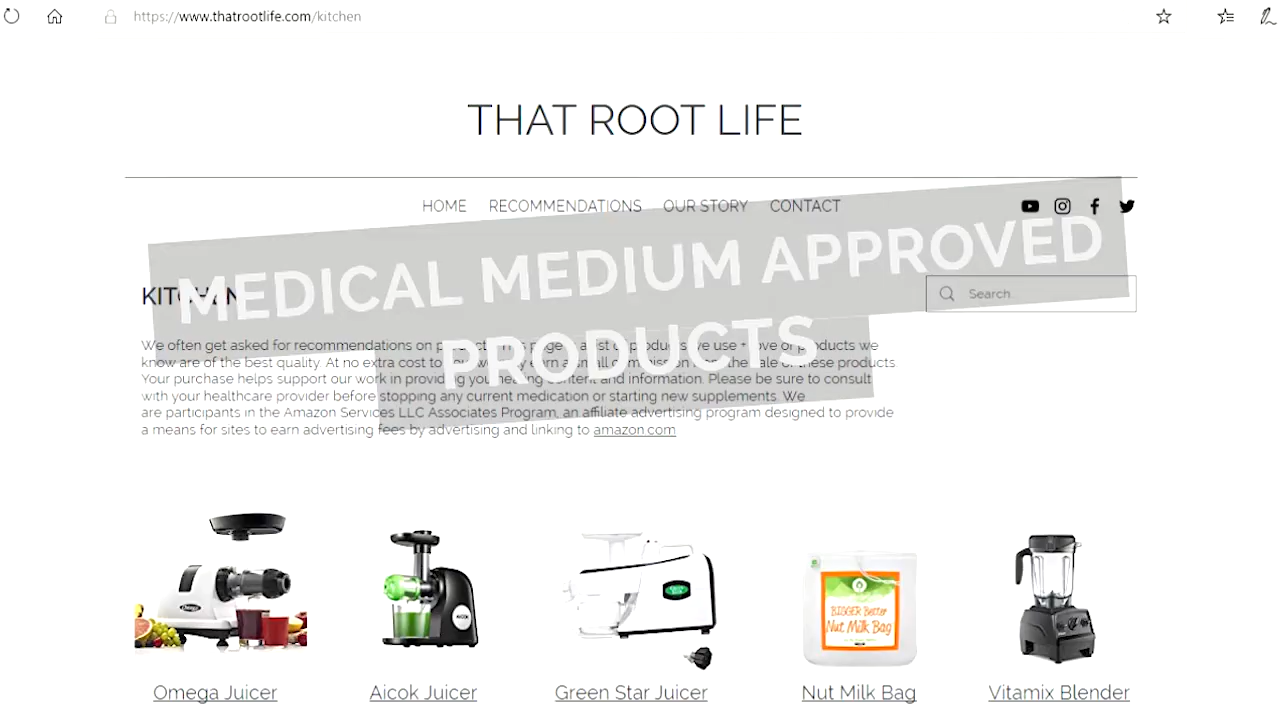 https://www.thatrootlife.com/kitchen
THAT ROOT LIFE
HOME RECOMMENDATIONS OUR STORY CONTACT
MEDICAL MEDIUM APPROVED
PRODUCTS
KITCHEN
Search
We often get asked for recommendations on products. This page is a list of products we use + love or products we
know are of the best quality. At no extra cost to you, we may earn a small commission from the sale of these products.
Your purchase helps support our work in providing you healing content and information. Please be sure to consult
with your healthcare provider before stopping any current medication or starting new supplements. We
are participants in the Amazon Services LLC Associates Program, an affiliate advertising program designed to provide
a means for sites to earn advertising fees by advertising and linking to amazon.com
Omega
AICOK
BIGGER Better
Nut Milk Bag
Omega Juicer Aicok Juicer Green Star Juicer Nut Milk Bag Vitamix Blender